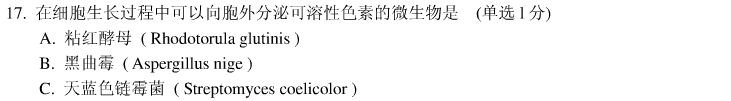 17. 在细胞生长过程中可以向胞外分泌可溶性色素的微生物是 (单选1分)
A. 粘红酵母 ( Rhodotorula glutinis )
B. 黑曲霉 ( Aspergillus nige )
C. 天蓝色链霉菌 ( Streptomyces coelicolor )